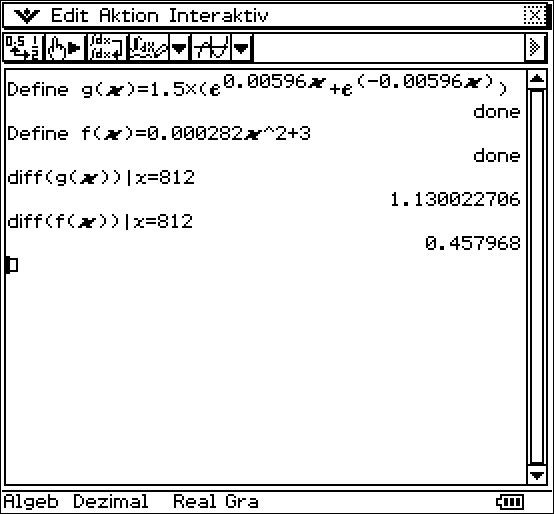 Edit Aktion Interaktiv
Define g(x)=1.5×(e^0.00596x+e^(-0.00596x))
done
Define f(x)=0.000282x^2+3
done
diff(g(x))|x=812
1.130022706
diff(f(x))|x=812
0.457968
Algeb Dezimal Real Gra